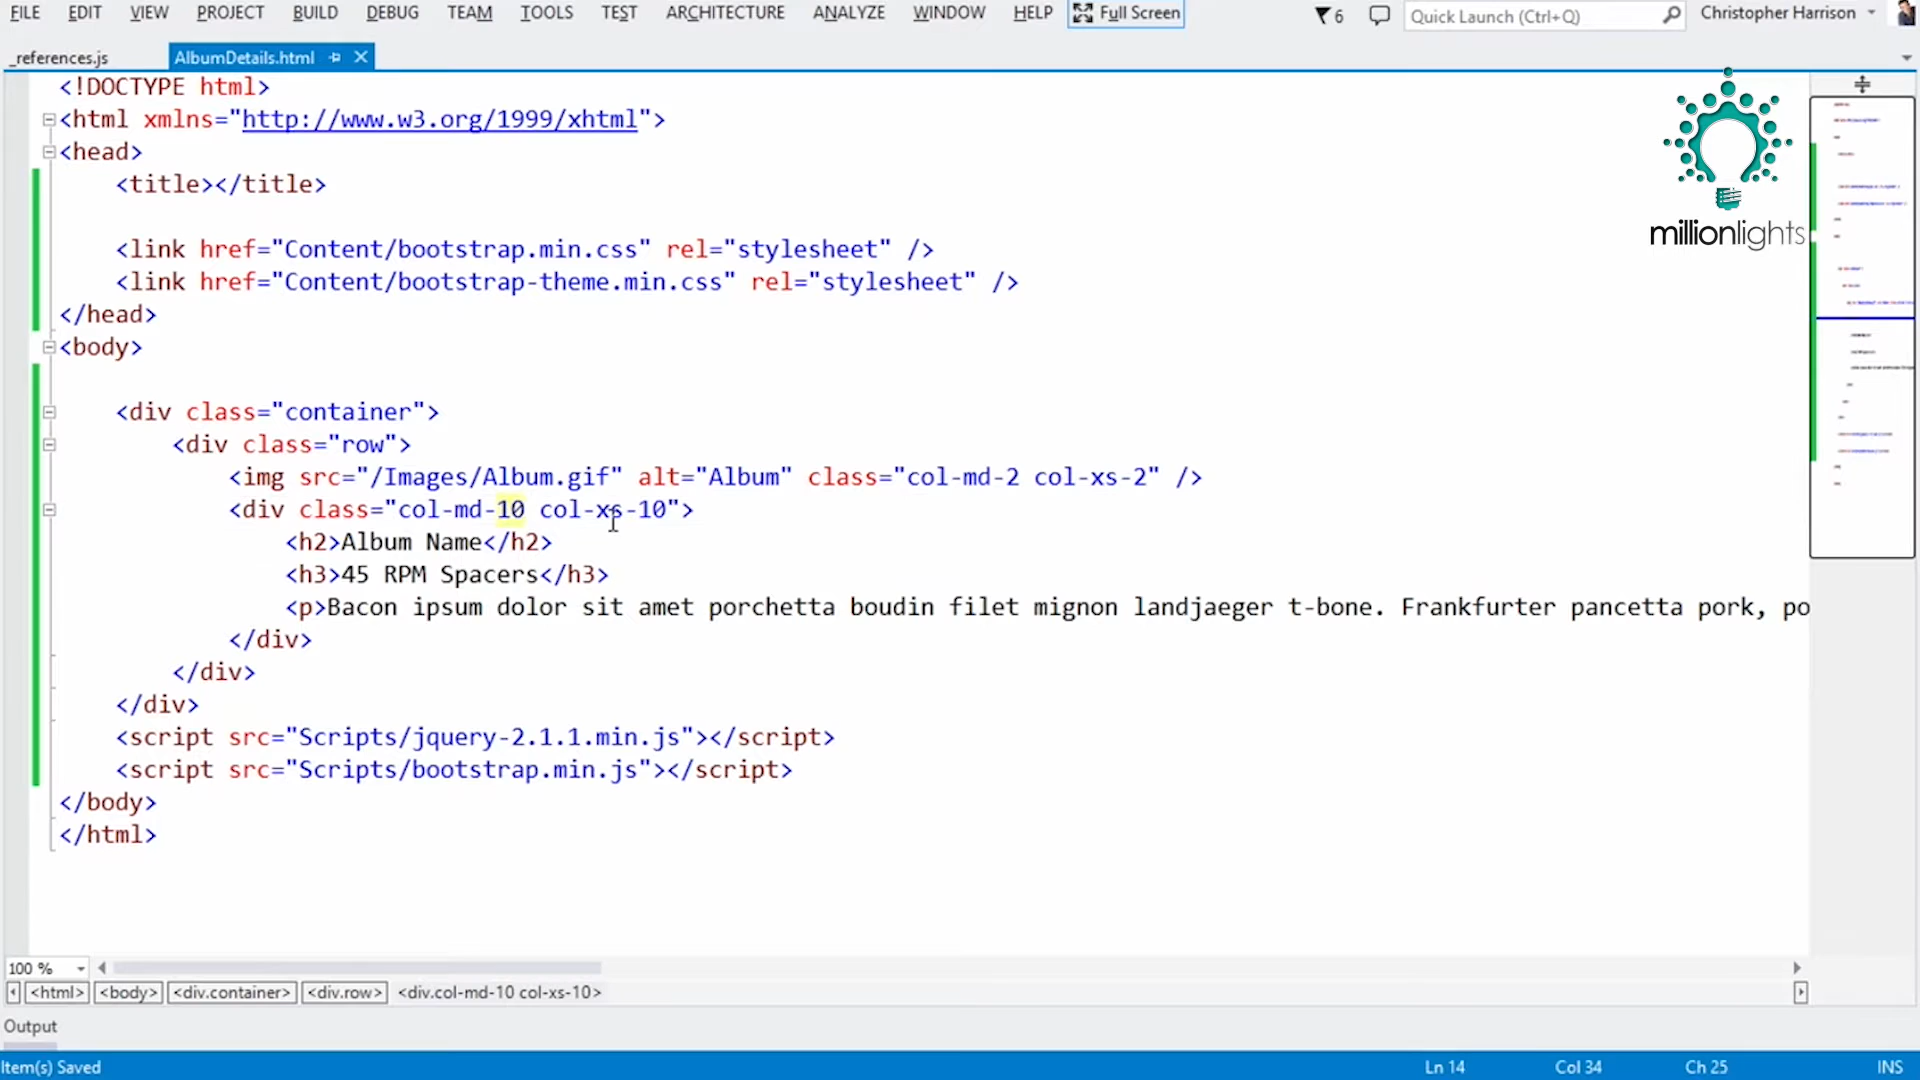 FILE EDIT VIEW PROJECT BUILD DEBUG TEAM TOOLS TEST ARCHITECTURE ANALYZE WINDOW HELP Full Screen 6 Quick Launch (Ctrl+Q) Christopher Harrison
_references.js AlbumDetails.html
<!DOCTYPE html>
<html xmlns="http://www.w3.org/1999/xhtml">
<head>
<title></title>
<link href="Content/bootstrap.min.css" rel="stylesheet" />
<link href="Content/bootstrap-theme.min.css" rel="stylesheet" />
</head>
<body>
<div class="container">
<div class="row">
<img src="/Images/Album.gif" alt="Album" class="col-md-2 col-xs-2" />
<div class="col-md-10 col-xs-10">
<h2>Album Name</h2>
<h3>45 RPM Spacers</h3>
<p>Bacon ipsum dolor sit amet porchetta boudin filet mignon landjaeger t-bone. Frankfurter pancetta pork, po
</div>
</div>
</div>
<script src="Scripts/jquery-2.1.1.min.js"></script>
<script src="Scripts/bootstrap.min.js"></script>
</body>
</html>
millionlights
100 %
<html> <body> <div.container> <div.row> <div.col-md-10 col-xs-10>
Output
Item(s) Saved Ln 14 Col 34 Ch 25 INS